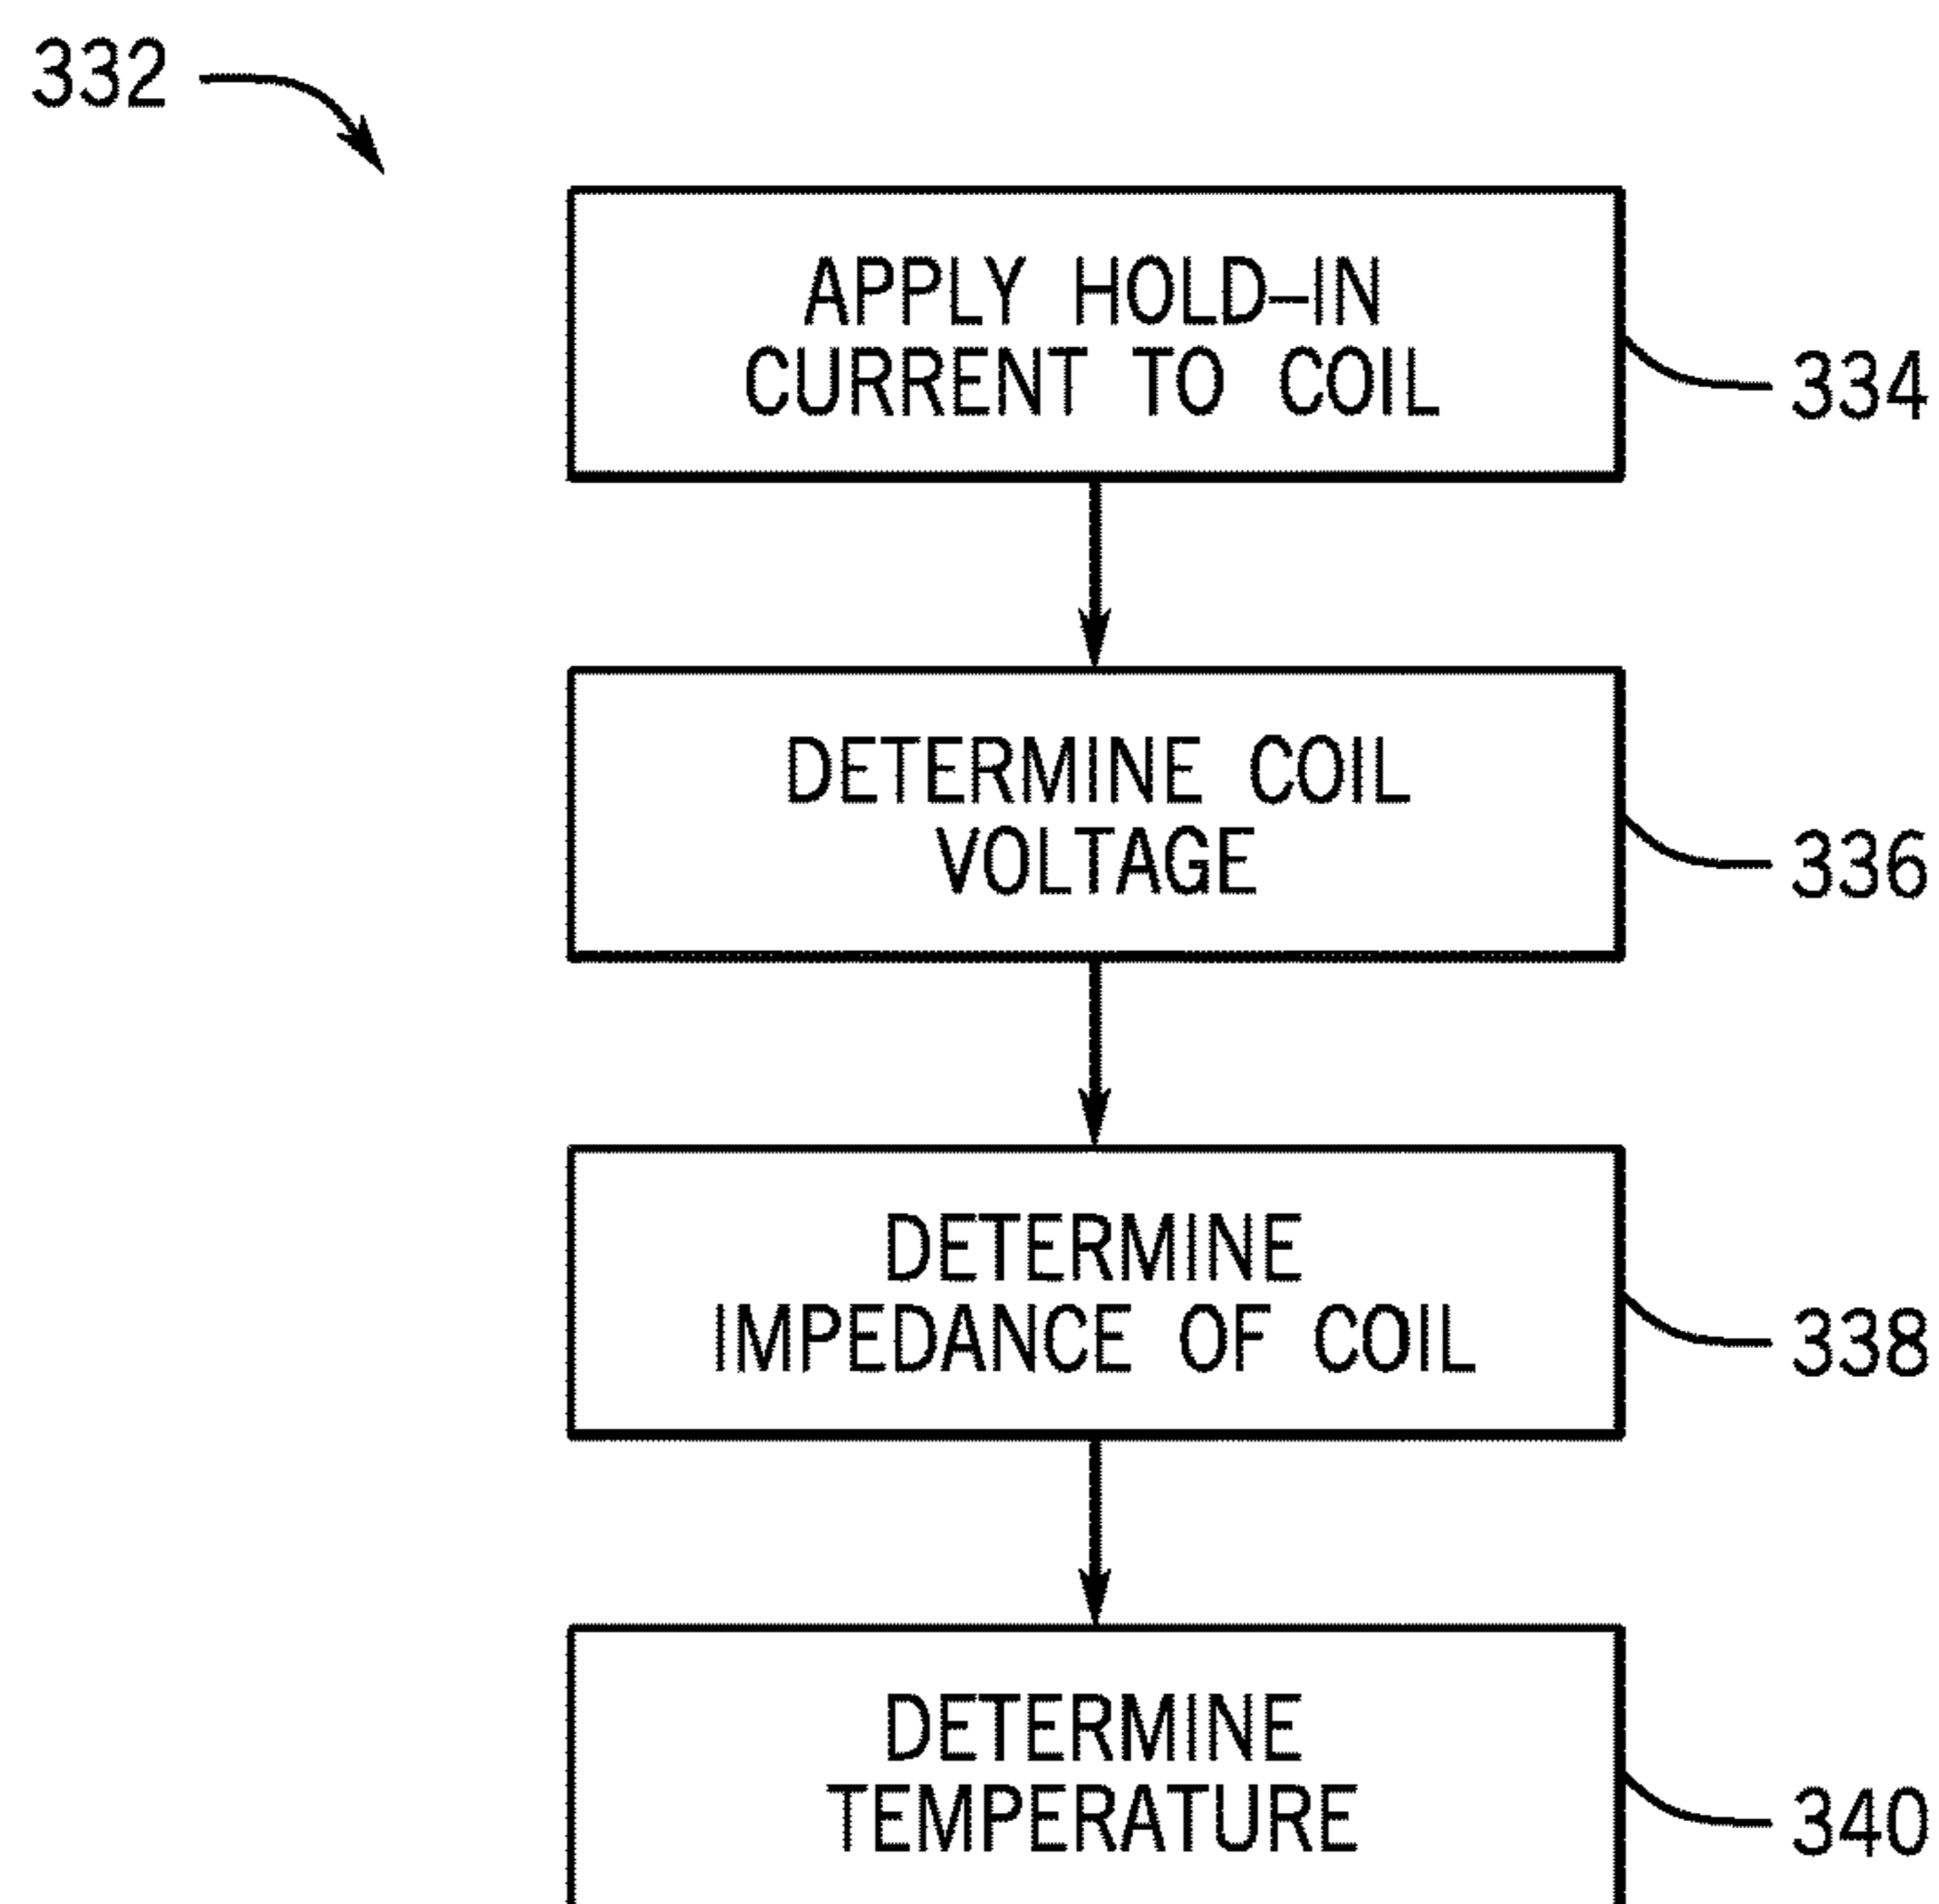 332
APPLY HOLD–IN
CURRENT TO COIL
334
DETERMINE COIL
VOLTAGE
336
DETERMINE
IMPEDANCE OF COIL
338
DETERMINE
TEMPERATURE
340